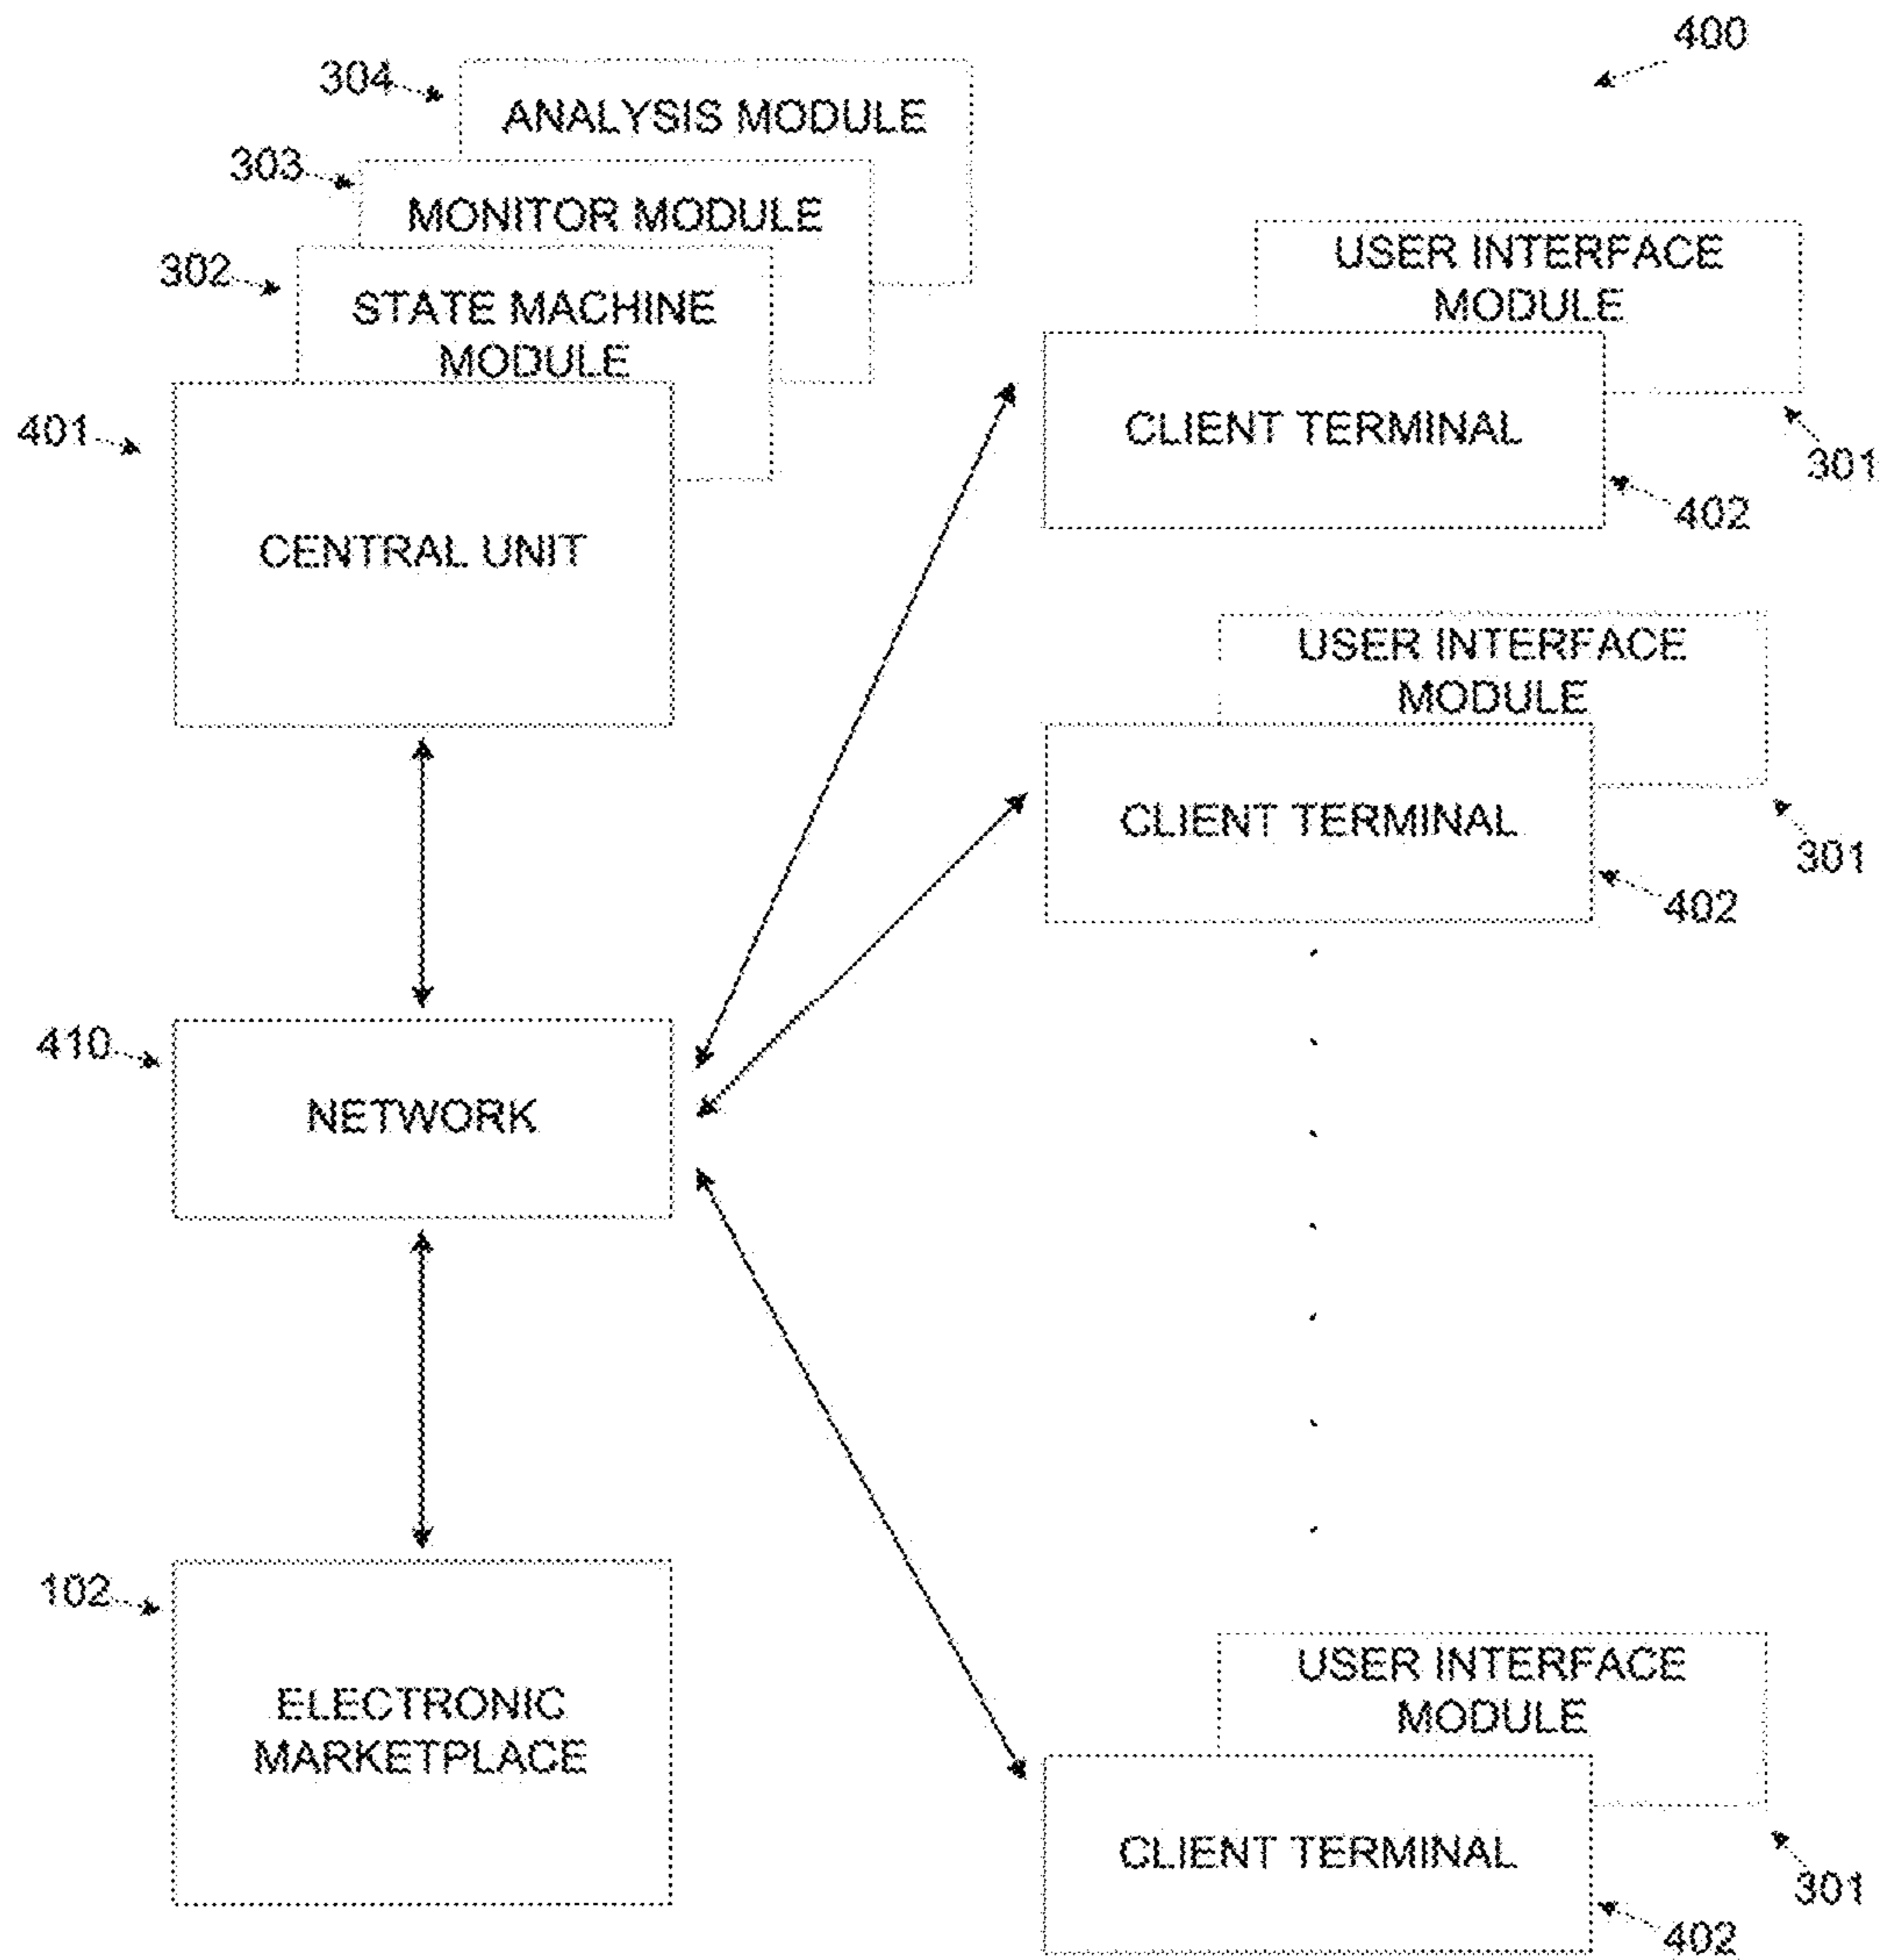 400
304
ANALYSIS MODULE
303
MONITOR MODULE
302
STATE MACHINE
MODULE
401
CENTRAL UNIT
USER INTERFACE
MODULE
CLIENT TERMINAL
301
402
USER INTERFACE
MODULE
CLIENT TERMINAL
301
402
410
NETWORK
102
ELECTRONIC
MARKETPLACE
USER INTERFACE
MODULE
CLIENT TERMINAL
301
402